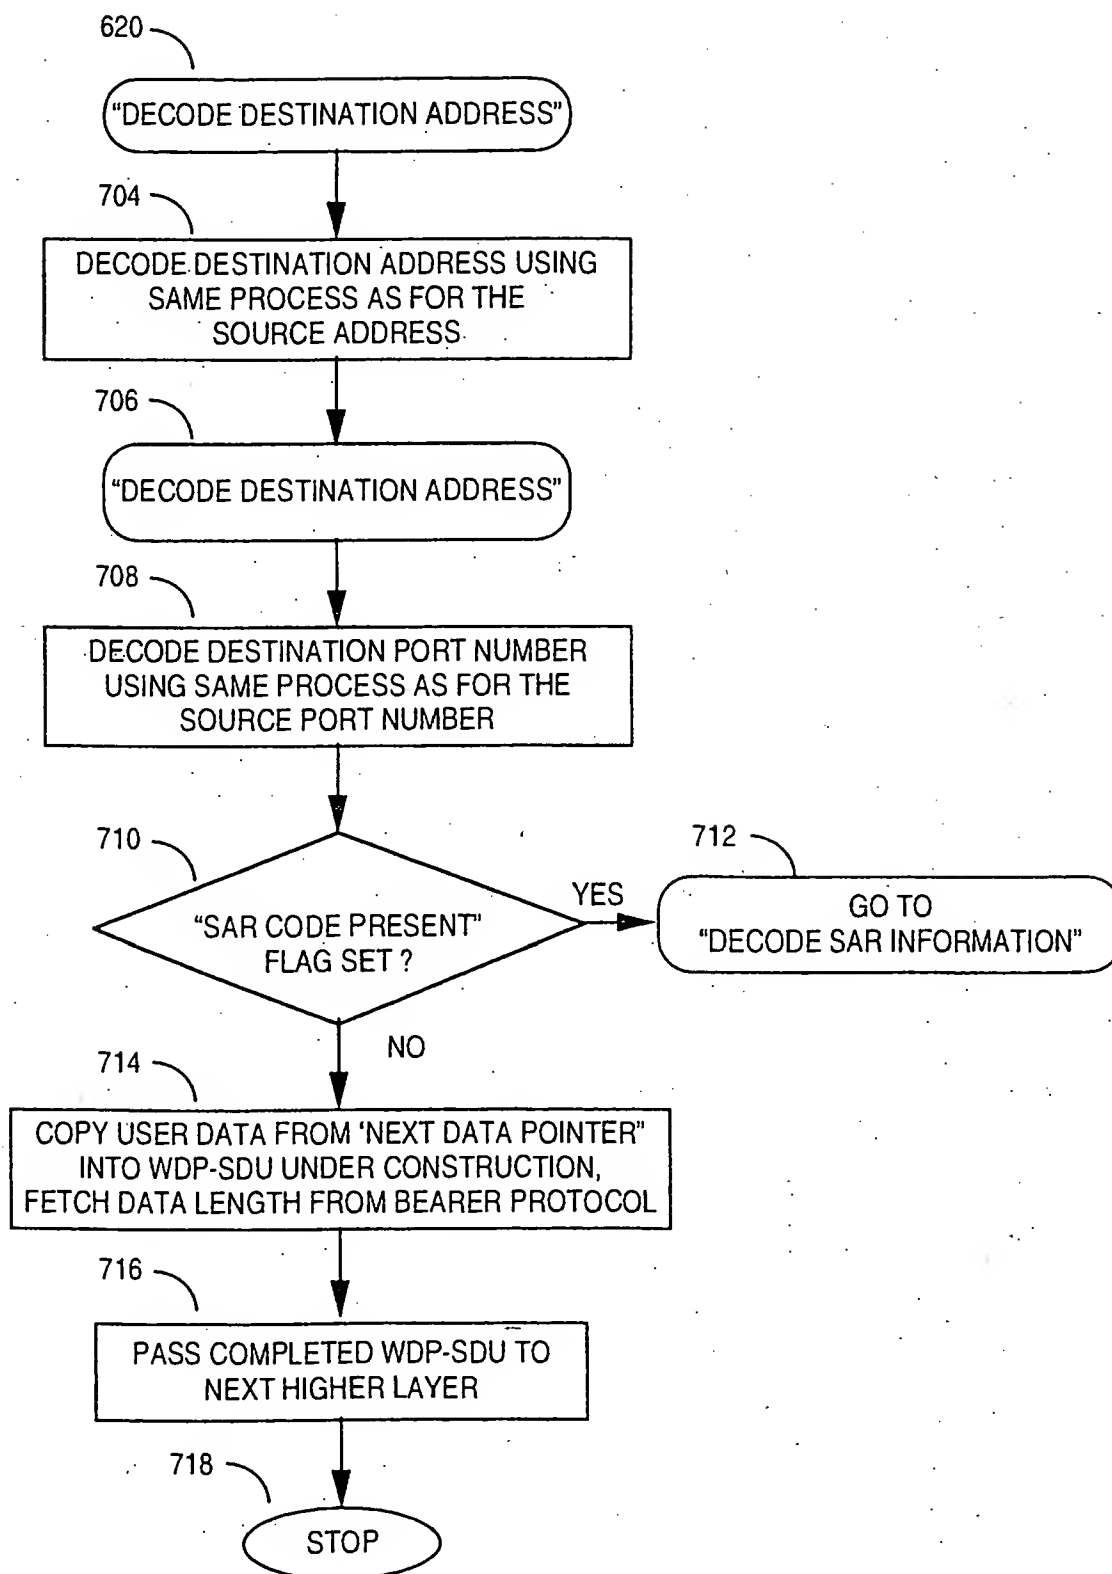 620
“DECODE DESTINATION ADDRESS”
704
DECODE DESTINATION ADDRESS USING
SAME PROCESS AS FOR THE
SOURCE ADDRESS
706
“DECODE DESTINATION ADDRESS”
708
DECODE DESTINATION PORT NUMBER
USING SAME PROCESS AS FOR THE
SOURCE PORT NUMBER
710
“SAR CODE PRESENT”
FLAG SET ?
YES
712
GO TO
“DECODE SAR INFORMATION”
NO
714
COPY USER DATA FROM ‘NEXT DATA POINTER”
INTO WDP-SDU UNDER CONSTRUCTION,
FETCH DATA LENGTH FROM BEARER PROTOCOL
716
PASS COMPLETED WDP-SDU TO
NEXT HIGHER LAYER
718
STOP